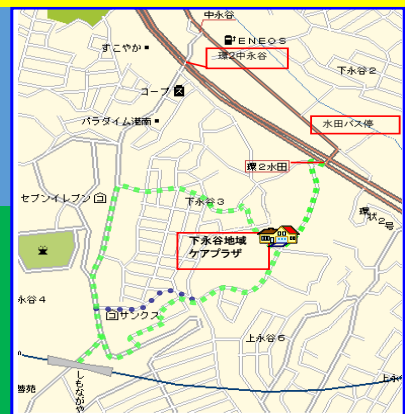 中永谷
すこやか
ENEOS
環2中永谷
下永谷2
コープ
水田バス停
パラダイム港南
環2水田
セブンイレブン
下永谷3
環状2号
下永谷地域
ケアプラザ
永谷4
サンクス
上永谷6
上永
しもながや